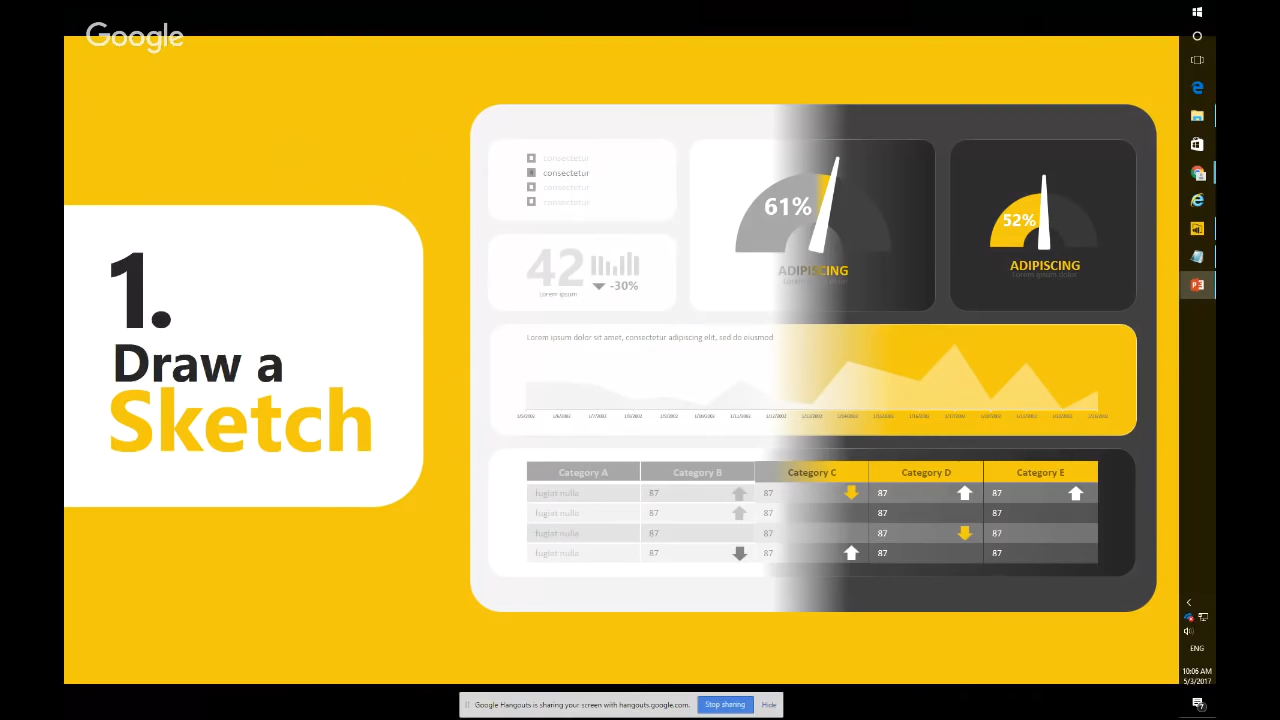 Google
1.
Draw a
Sketch
consectetur
consectetur
consectetur
consectetur
42
-30%
Lorem ipsum
61%
ADIPISCING
52%
ADIPISCING
Lorem ipsum dolor
Lorem ipsum dolor sit amet, consectetur adipiscing elit, sed do eiusmod
Category A Category B Category C Category D Category E
fugiat nulla 87 87 87 87
fugiat nulla 87 87 87 87
fugiat nulla 87 87 87 87
fugiat nulla 87 87 87 87
ENG
10:06 AM
5/3/2017
Google Hangouts is sharing your screen with hangouts.google.com.
Stop sharing
Hide